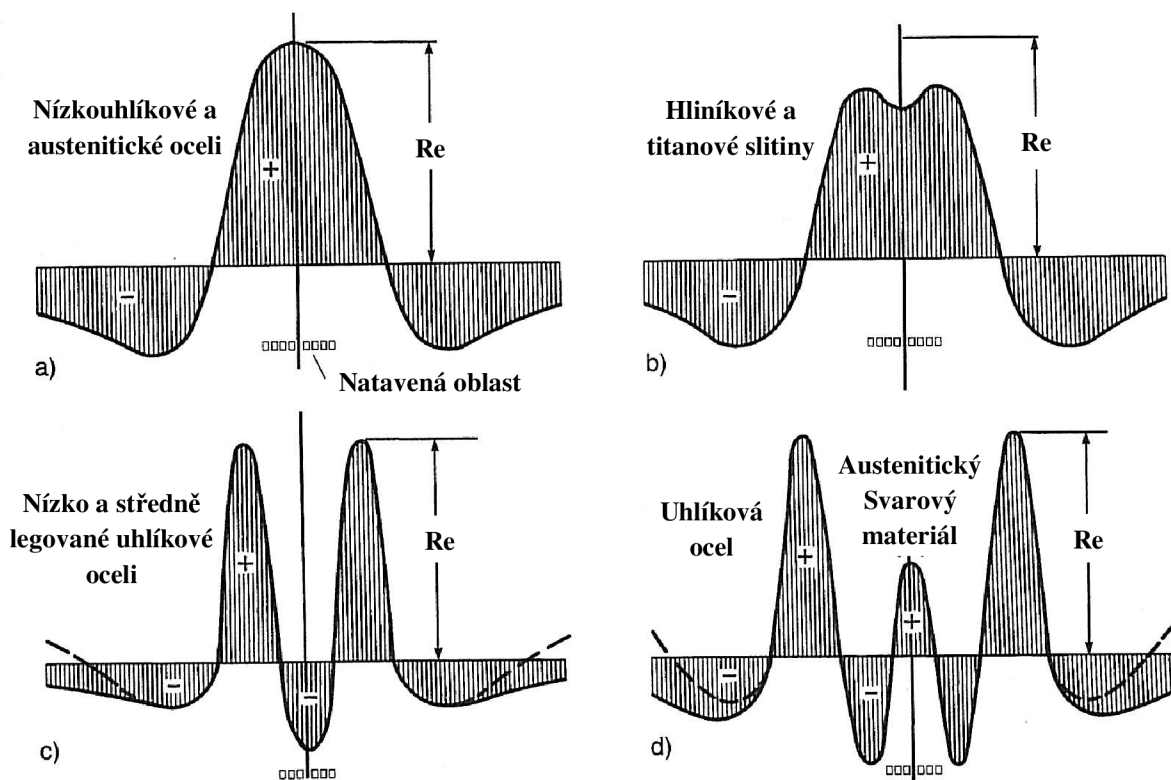 Nízkouhlíkové a
austenitické oceli
+
Re
−
a)
Natavená oblast
Hliníkové a
titanové slitiny
+
Re
−
b)
Nízko a středně
legované uhlíkové
oceli
+
Re
−
−
c)
Uhlíková
ocel
Austenitický
Svarový
materiál
+
+
Re
−
−
d)